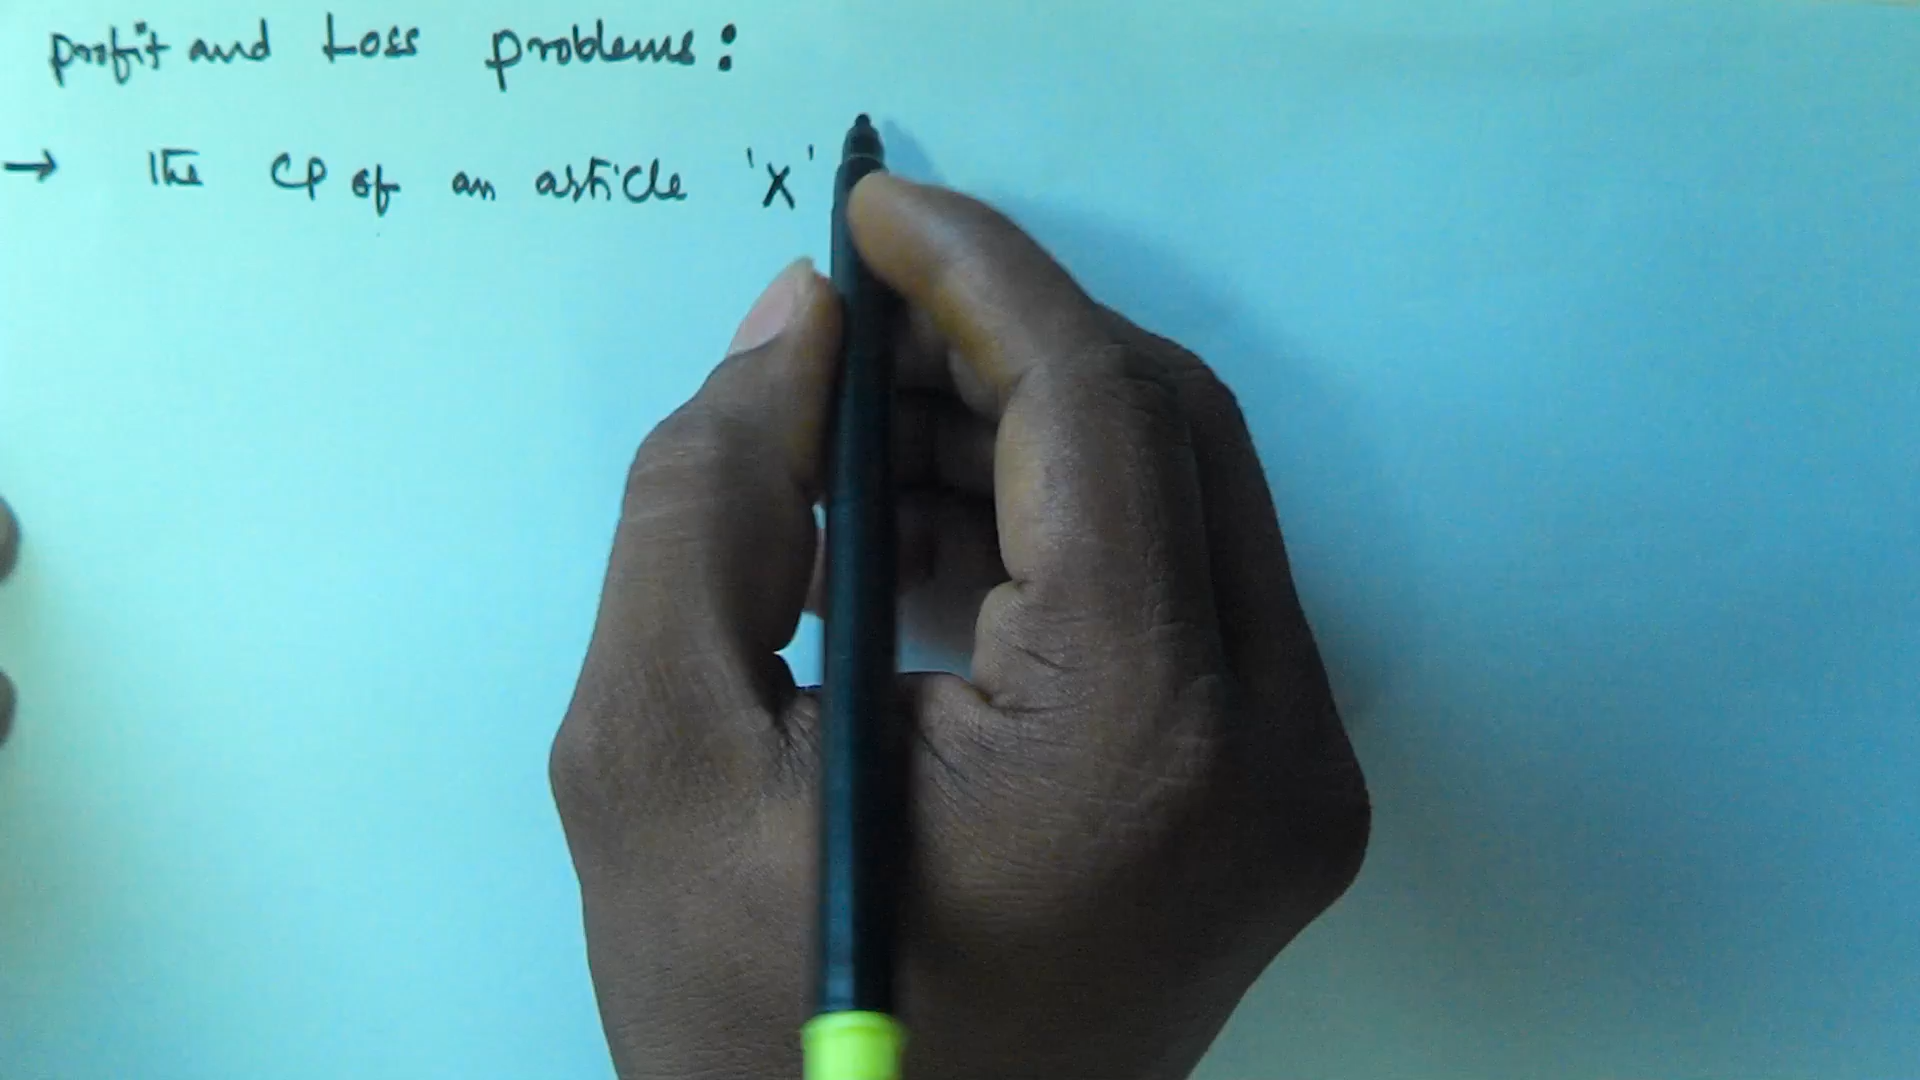 Profit and Loss problems:
→ The CP of an article 'X'